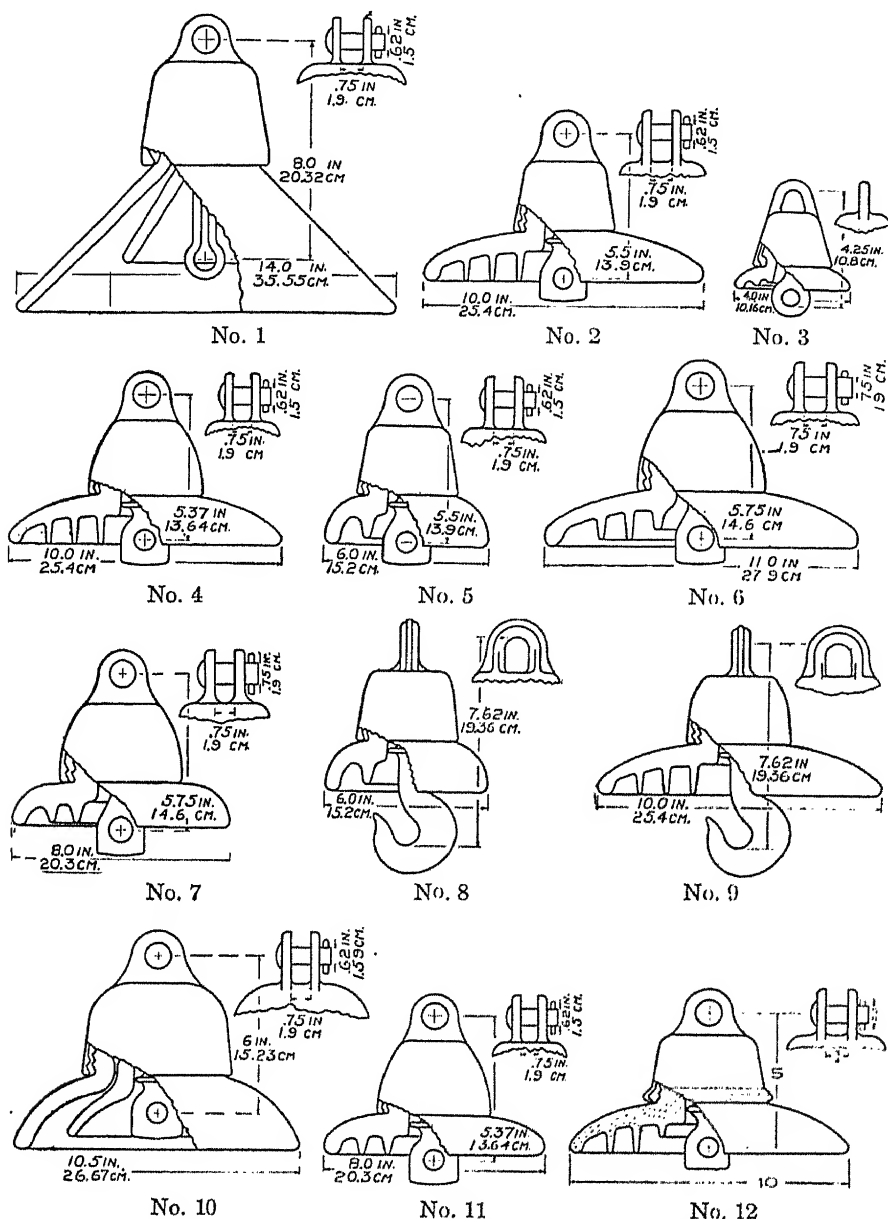 .62 IN.
1.5 CM.
.75 IN
1.9. CM.
8.0 IN
20.32 CM
14.0 IN.
35.55 CM.
No. 1
.62 IN.
1.5 CM.
.75 IN.
1.9 CM.
5.5 IN.
13.9 CM.
10.0 IN.
25.4 CM.
No. 2
4.25 IN.
10.8 CM.
4.0 IN
10.16 CM.
No. 3
.62 IN.
1.5 CM.
.75 IN.
1.9 CM
5.37 IN
13.64 CM.
10.0 IN.
25.4 CM.
No. 4
.62 IN.
1.5 CM.
.75 IN.
1.9 CM.
5.5 IN.
13.9 CM.
6.0 IN.
15.2 CM.
No. 5
.75 IN
1.9 CM
.75 IN
1.9 CM
5.75 IN
14.6 CM
11.0 IN
27.9 CM
No. 6
.75 IN.
1.9 CM.
.75 IN.
1.9 CM
5.75 IN.
14.6 CM.
8.0 IN.
20.3 CM.
No. 7
7.62 IN.
19.36 CM.
6.0 IN.
15.2 CM.
No. 8
7.62 IN.
19.36 CM
10.0 IN.
25.4 CM.
No. 9
.62 IN.
1.59 CM.
.75 IN
1.9 CM
6 IN.
15.23 CM
10.5 IN.
26.67 CM.
No. 10
.62 IN.
1.5 CM.
.75 IN.
1.9 CM.
5.37 IN.
13.64 CM.
8.0 IN.
20.3 CM.
No. 11
5
10
No. 12